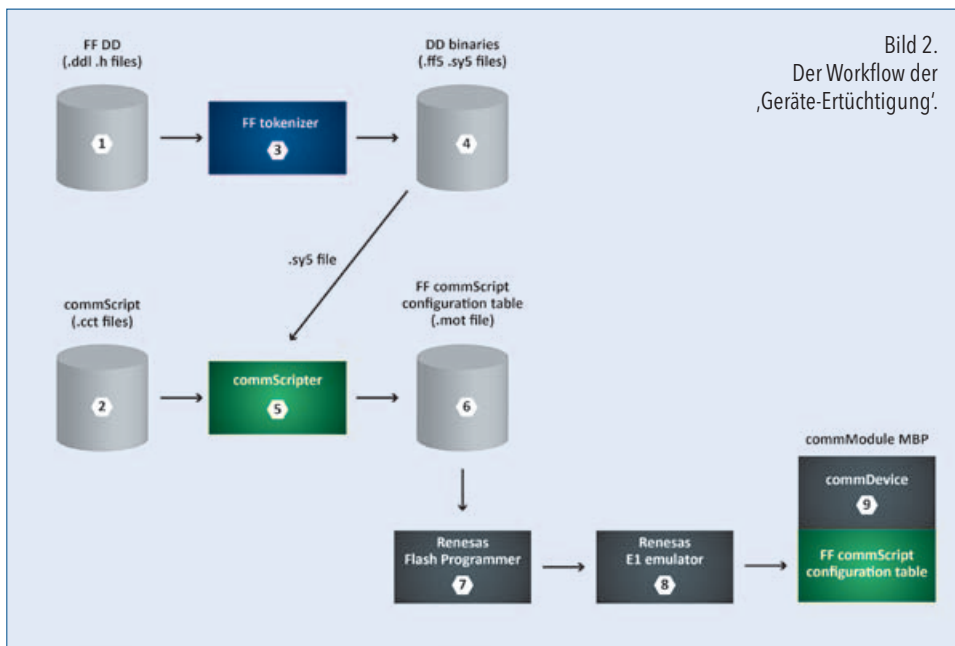 Bild 2.
Der Workflow der
‚Geräte-Ertüchtigung‘.
FF DD
(.ddl .h files)
1
FF tokenizer
3
DD binaries
(.ff5 .sy5 files)
4
.sy5 file
commScript
(.cct files)
2
commScripter
5
FF commScript
configuration table
(.mot file)
6
Renesas
Flash Programmer
7
Renesas
E1 emulator
8
commModule MBP
commDevice
9
FF commScript
configuration table